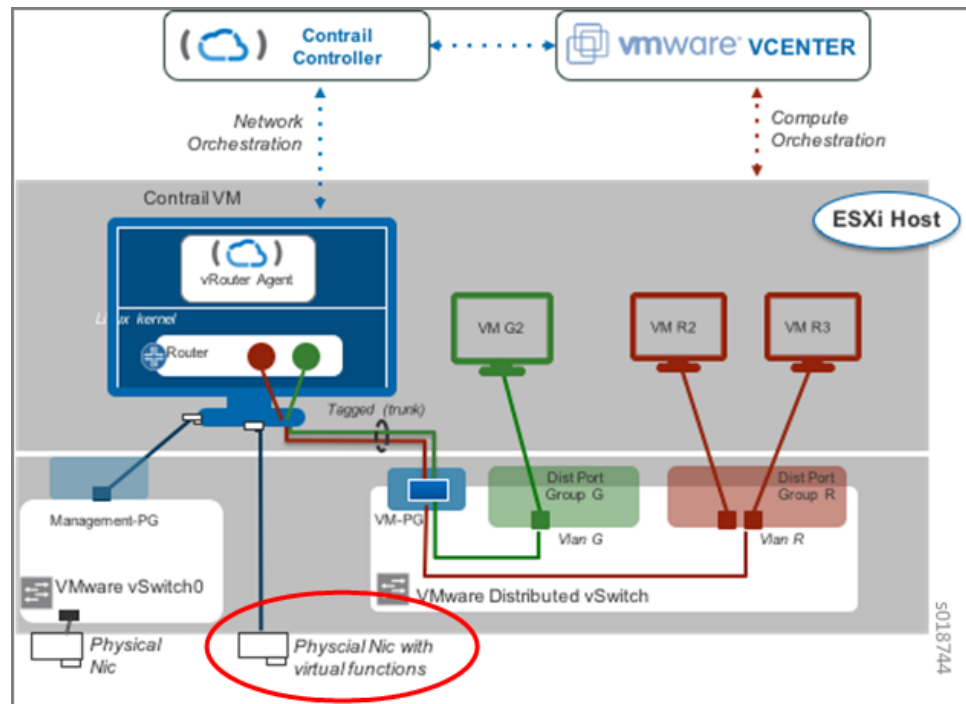 Contrail
Controller
vmware® VCENTER
Network
Orchestration
Compute
Orchestration
Contrail VM
ESXi Host
vRouter Agent
Linux kernel
Router
VM G2
VM R2
VM R3
Tagged (trunk)
Dist Port
Group G
Dist Port
Group R
Management-PG
VM-PG
Vlan G
Vlan R
VMware vSwitch0
VMware Distributed vSwitch
Physical
Nic
Physcial Nic with
virtual functions
s018744